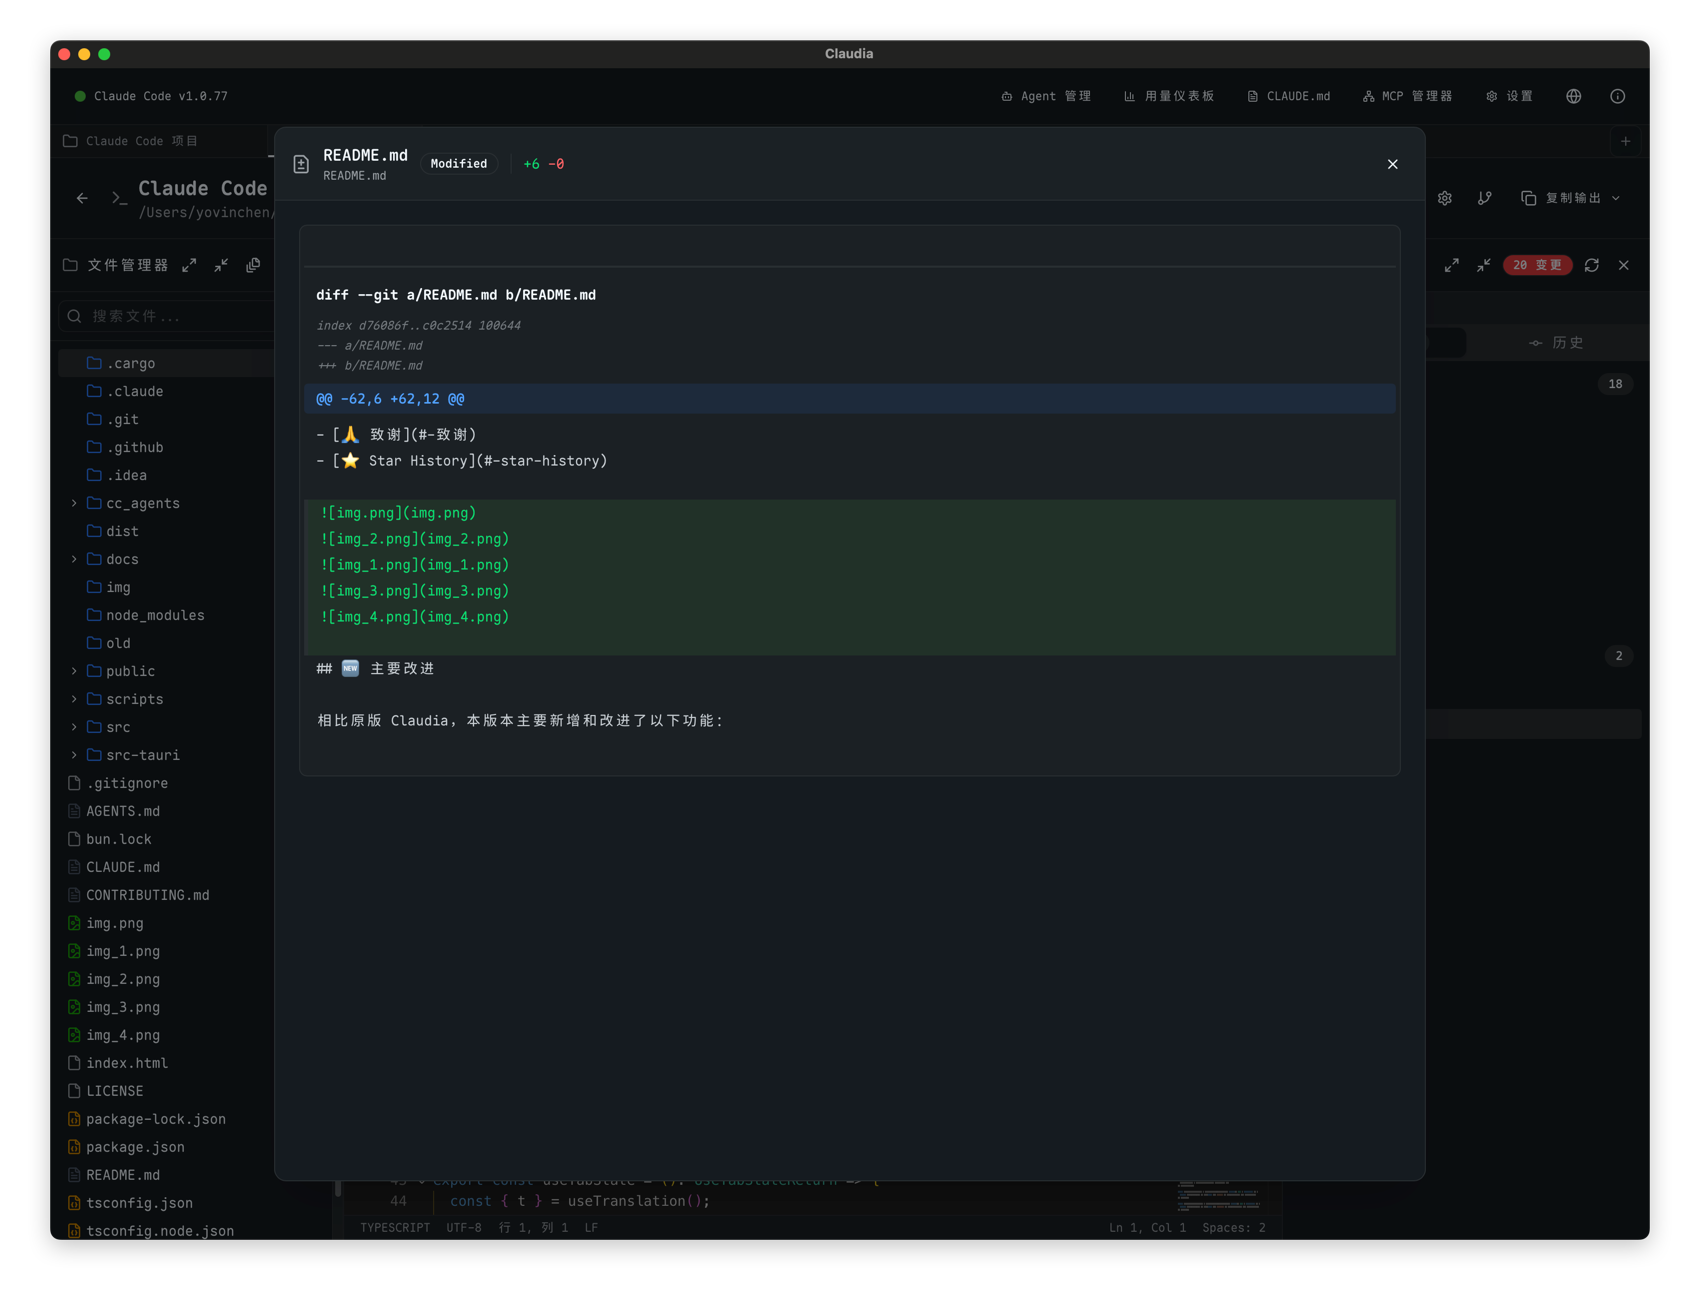 Claudia
Claude Code v1.0.77
Agent 管理
用量仪表板
CLAUDE.md
MCP 管理器
设置
Claude Code 项目
Claude Code
/Users/yovinchen/
复制输出
文件管理器
20 变更
搜索文件...
历史
18
2
.cargo
.claude
.git
.github
.idea
cc_agents
dist
docs
img
node_modules
old
public
scripts
src
src-tauri
.gitignore
AGENTS.md
bun.lock
CLAUDE.md
CONTRIBUTING.md
img.png
img_1.png
img_2.png
img_3.png
img_4.png
index.html
LICENSE
package-lock.json
package.json
README.md
tsconfig.json
tsconfig.node.json
README.md Modified +6 -0
README.md
diff --git a/README.md b/README.md
index d76086f..c0c2514 100644
--- a/README.md
+++ b/README.md
@@ -62,6 +62,12 @@
- [🙏 致谢](#-致谢)
- [⭐ Star History](#-star-history)
![img.png](img.png)
![img_2.png](img_2.png)
![img_1.png](img_1.png)
![img_3.png](img_3.png)
![img_4.png](img_4.png)
## 🆕 主要改进
相比原版 Claudia，本版本主要新增和改进了以下功能：
43 export const useTabState = (): UseTabStateReturn => {
44 const { t } = useTranslation();
TYPESCRIPT UTF-8 行 1, 列 1 LF
Ln 1, Col 1 Spaces: 2